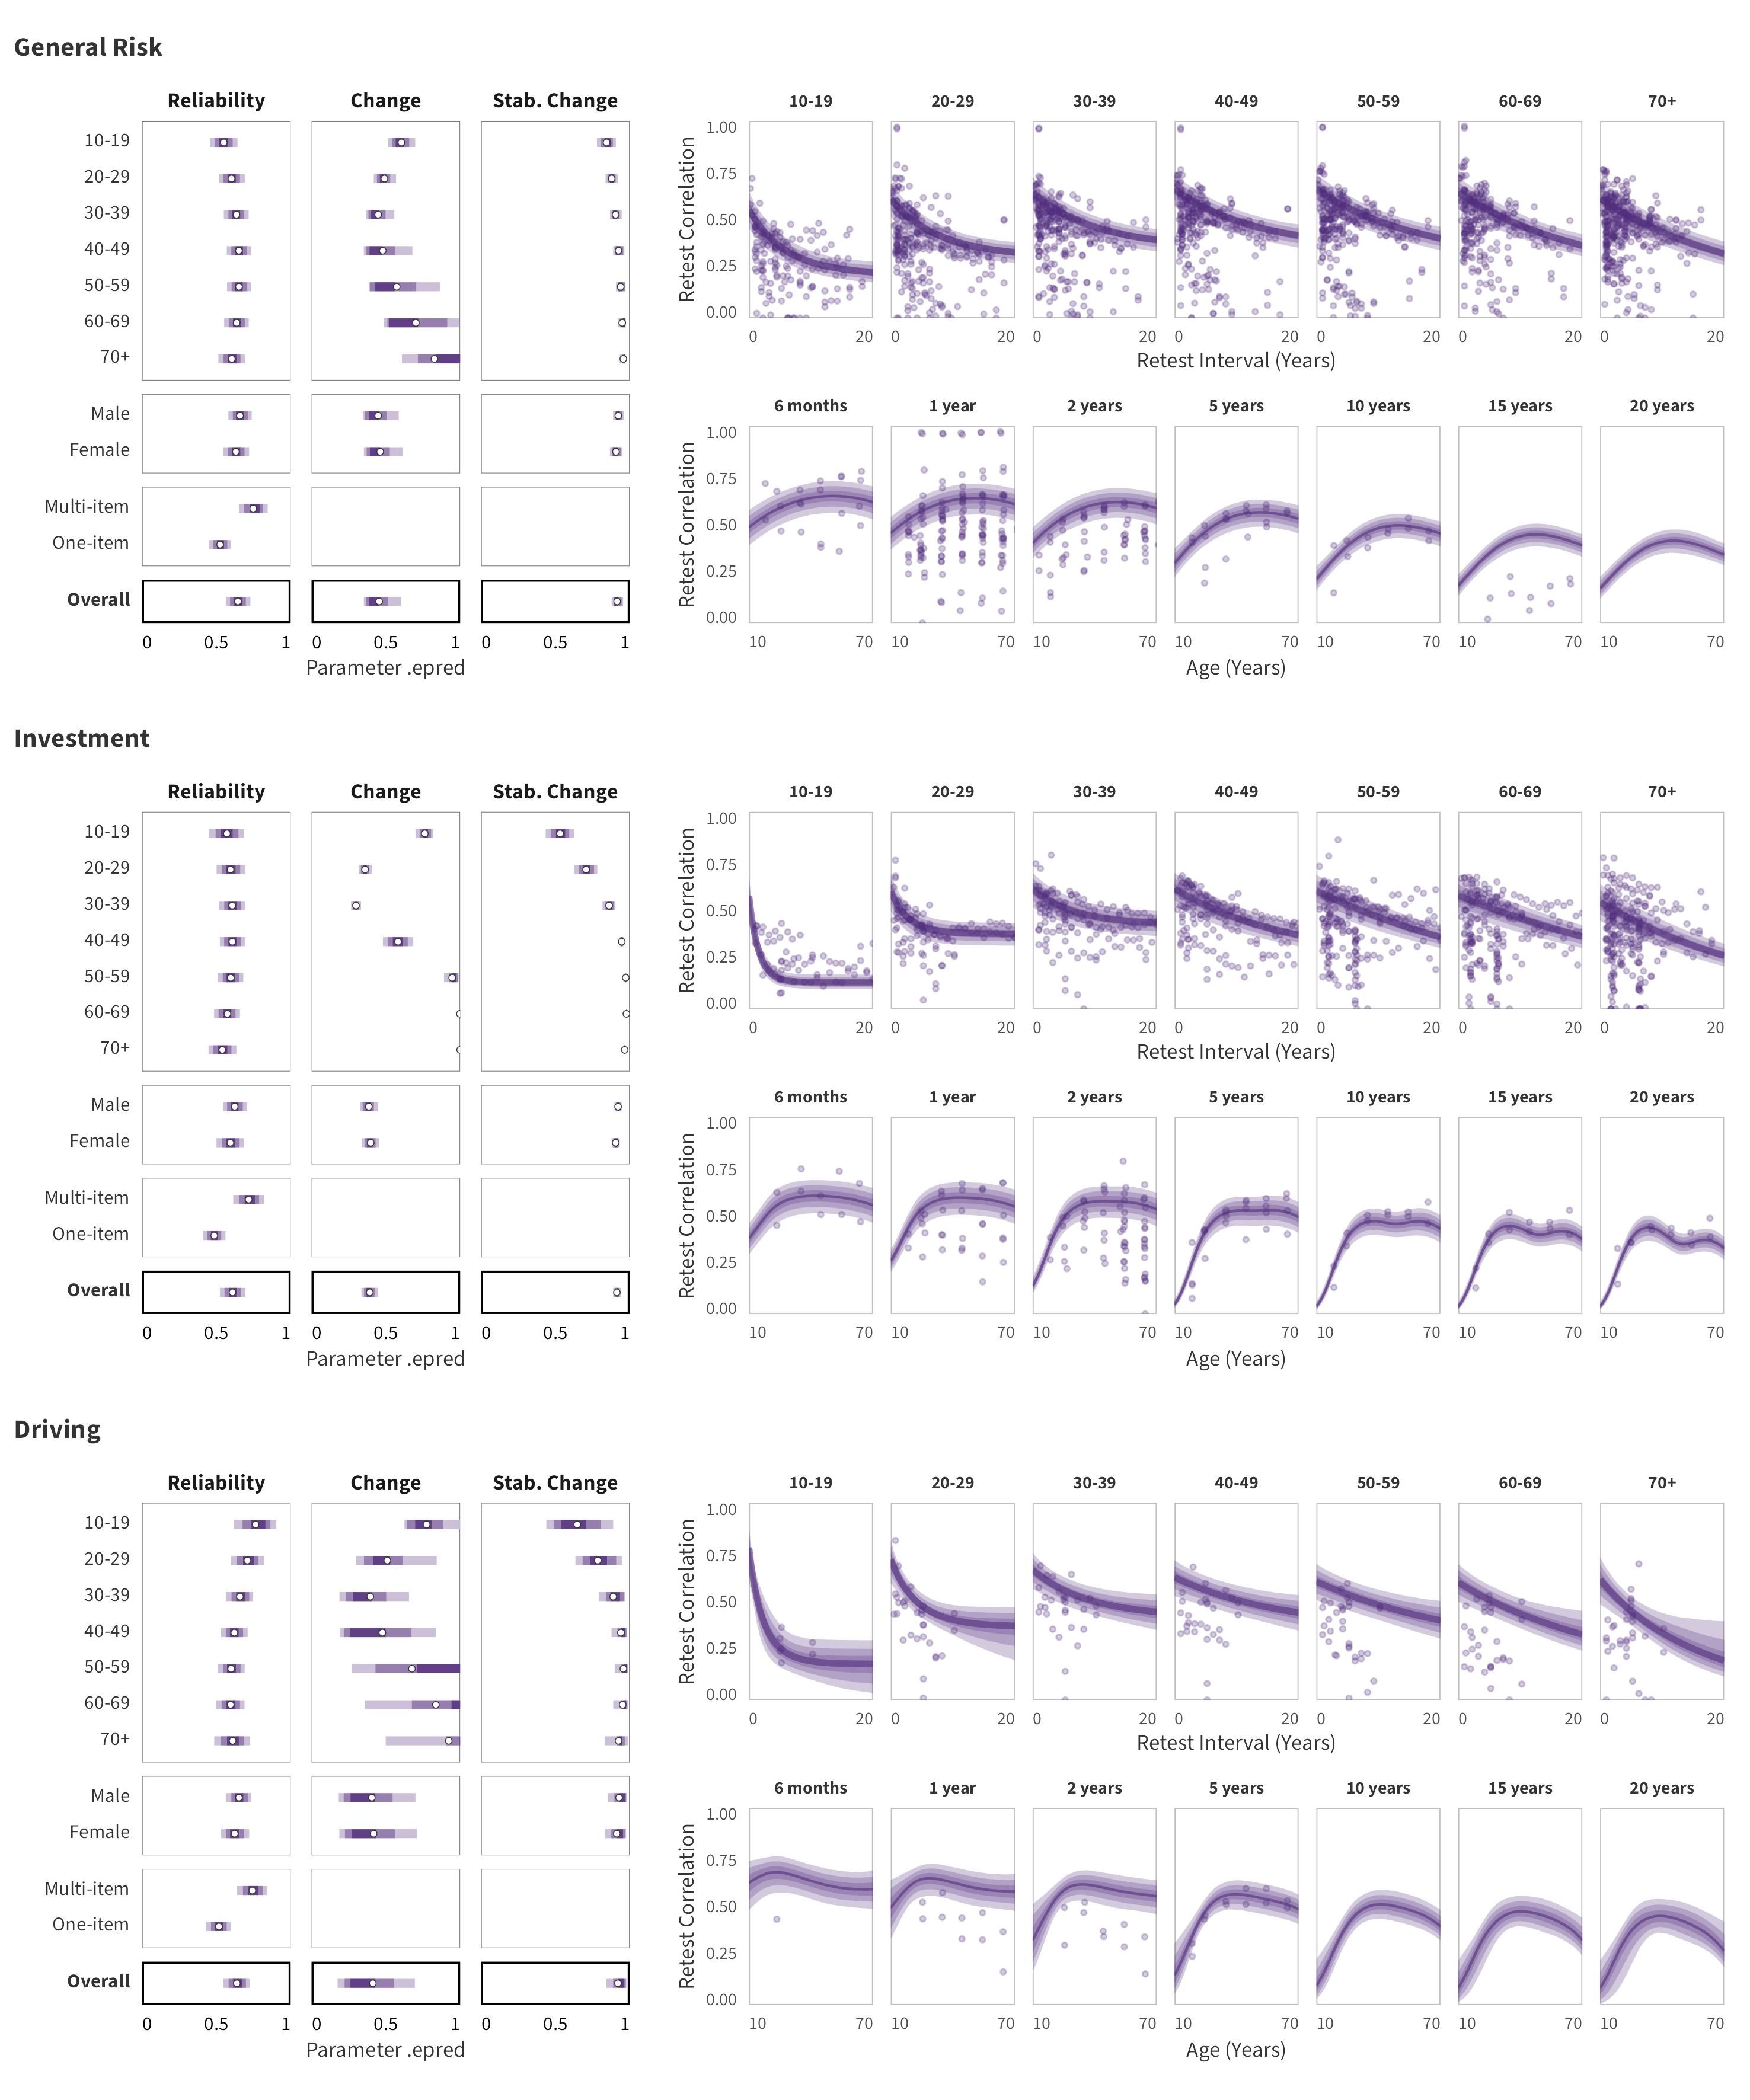 General Risk
Reliability Change Stab. Change
10-19
20-29
30-39
40-49
50-59
60-69
70+
Male
Female
Multi-item
One-item
Overall
0 0.5 1 0 0.5 1 0 0.5 1
Parameter .epred
10-19 20-29 30-39 40-49 50-59 60-69 70+
Retest Correlation
1.00
0.75
0.50
0.25
0.00
0 20 0 20 0 20 0 20 0 20 0 20 0 20
Retest Interval (Years)
6 months 1 year 2 years 5 years 10 years 15 years 20 years
Retest Correlation
1.00
0.75
0.50
0.25
0.00
10 70 10 70 10 70 10 70 10 70 10 70 10 70
Age (Years)
Investment
Reliability Change Stab. Change
10-19
20-29
30-39
40-49
50-59
60-69
70+
Male
Female
Multi-item
One-item
Overall
0 0.5 1 0 0.5 1 0 0.5 1
Parameter .epred
10-19 20-29 30-39 40-49 50-59 60-69 70+
Retest Correlation
1.00
0.75
0.50
0.25
0.00
0 20 0 20 0 20 0 20 0 20 0 20 0 20
Retest Interval (Years)
6 months 1 year 2 years 5 years 10 years 15 years 20 years
Retest Correlation
1.00
0.75
0.50
0.25
0.00
10 70 10 70 10 70 10 70 10 70 10 70 10 70
Age (Years)
Driving
Reliability Change Stab. Change
10-19
20-29
30-39
40-49
50-59
60-69
70+
Male
Female
Multi-item
One-item
Overall
0 0.5 1 0 0.5 1 0 0.5 1
Parameter .epred
10-19 20-29 30-39 40-49 50-59 60-69 70+
Retest Correlation
1.00
0.75
0.50
0.25
0.00
0 20 0 20 0 20 0 20 0 20 0 20 0 20
Retest Interval (Years)
6 months 1 year 2 years 5 years 10 years 15 years 20 years
Retest Correlation
1.00
0.75
0.50
0.25
0.00
10 70 10 70 10 70 10 70 10 70 10 70 10 70
Age (Years)